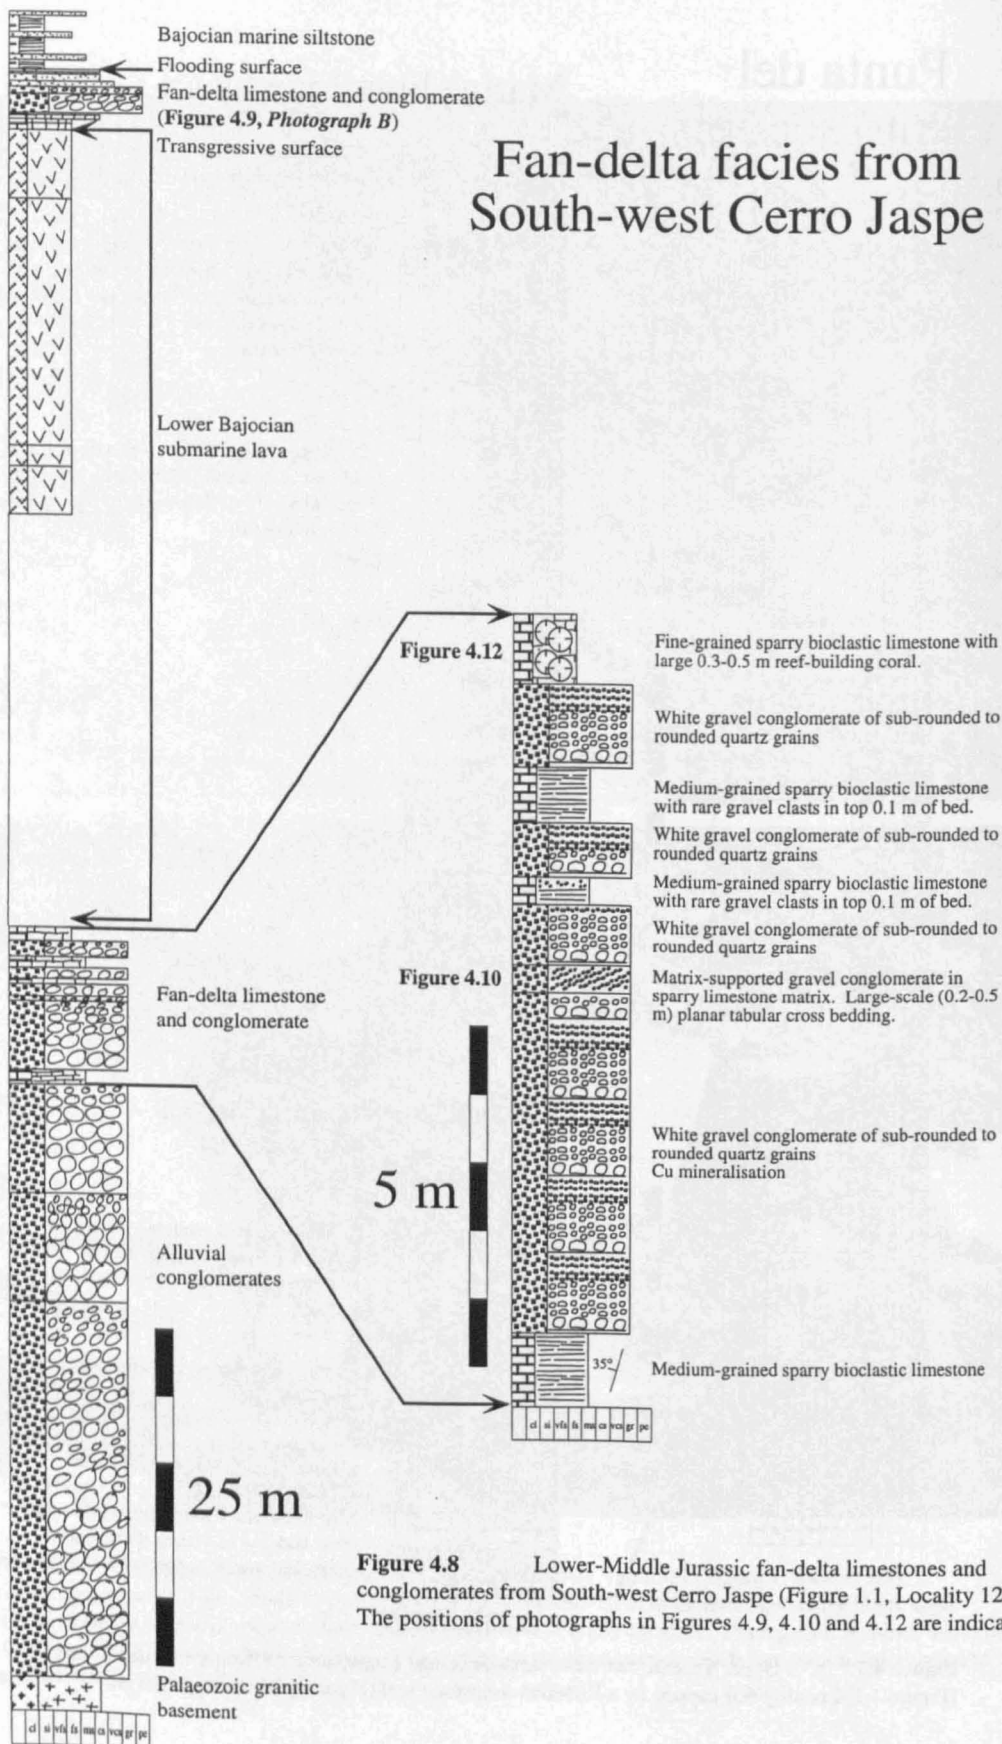 Bajocian marine siltstone
Flooding surface
Fan-delta limestone and conglomerate
(Figure 4.9, Photograph B)
Transgressive surface
Fan-delta facies from
South-west Cerro Jaspe
Lower Bajocian
submarine lava
Figure 4.12
Fine-grained sparry bioclastic limestone with
large 0.3-0.5 m reef-building coral.
White gravel conglomerate of sub-rounded to
rounded quartz grains
Medium-grained sparry bioclastic limestone
with rare gravel clasts in top 0.1 m of bed.
White gravel conglomerate of sub-rounded to
rounded quartz grains
Medium-grained sparry bioclastic limestone
with rare gravel clasts in top 0.1 m of bed.
White gravel conglomerate of sub-rounded to
rounded quartz grains
Figure 4.10
Matrix-supported gravel conglomerate in
sparry limestone matrix. Large-scale (0.2-0.5
m) planar tabular cross bedding.
Fan-delta limestone
and conglomerate
White gravel conglomerate of sub-rounded to
rounded quartz grains
Cu mineralisation
5 m
Alluvial
conglomerates
35°
Medium-grained sparry bioclastic limestone
cl si vfs fs ms cs vcs gr pe
25 m
Figure 4.8 Lower-Middle Jurassic fan-delta limestones and
conglomerates from South-west Cerro Jaspe (Figure 1.1, Locality 12
The positions of photographs in Figures 4.9, 4.10 and 4.12 are indica
Palaeozoic granitic
basement
cl si vfs fs ms cs vcs gr pe